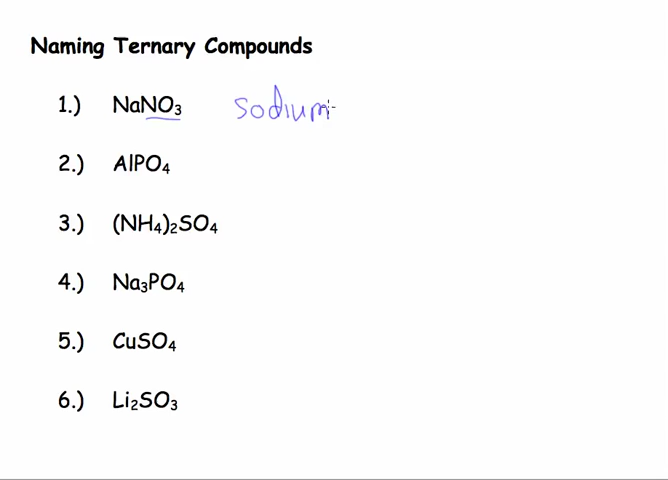 Naming Ternary Compounds
1.) NaNO₃ sodium
2.) AlPO₄
3.) (NH₄)₂SO₄
4.) Na₃PO₄
5.) CuSO₄
6.) Li₂SO₃